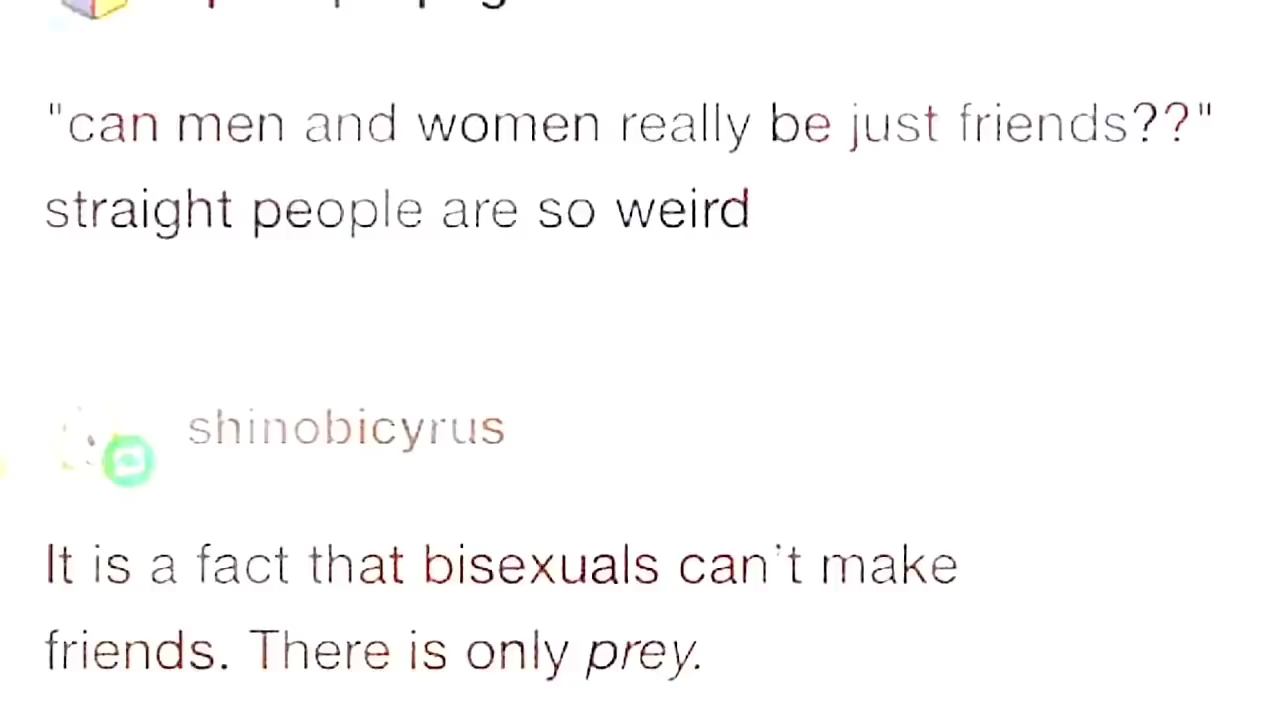 "can men and women really be just friends??"
straight people are so weird
shinobicyrus
It is a fact that bisexuals can't make
friends. There is only prey.